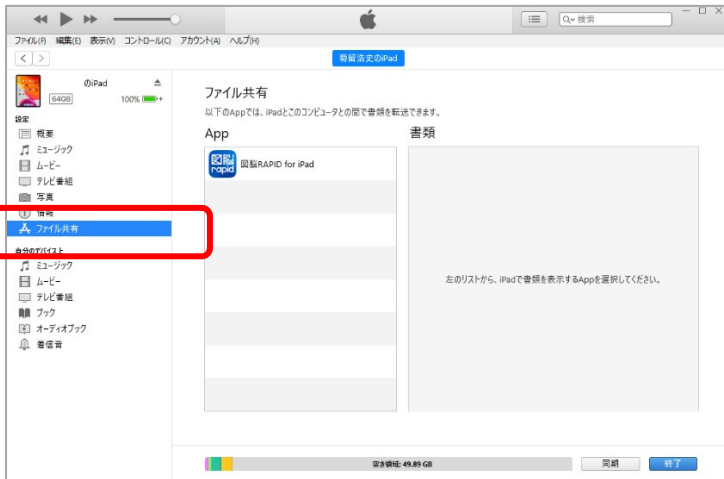 検索
ファイル(F) 編集(E) 表示(V) コントロール(C) アカウント(A) ヘルプ(H)
のiPad
64GB 100%
設定
概要
ミュージック
ムービー
テレビ番組
写真
情報
ファイル共有
自分のデバイス上
ミュージック
ムービー
テレビ番組
ブック
オーディオブック
着信音
ファイル共有
以下のAppでは、iPadとこのコンピュータとの間で書類を転送できます。
App 書類
図脳RAPID for iPad
左のリストから、iPadで書類を表示するAppを選択してください。
空き領域: 49.89 GB
同期 終了